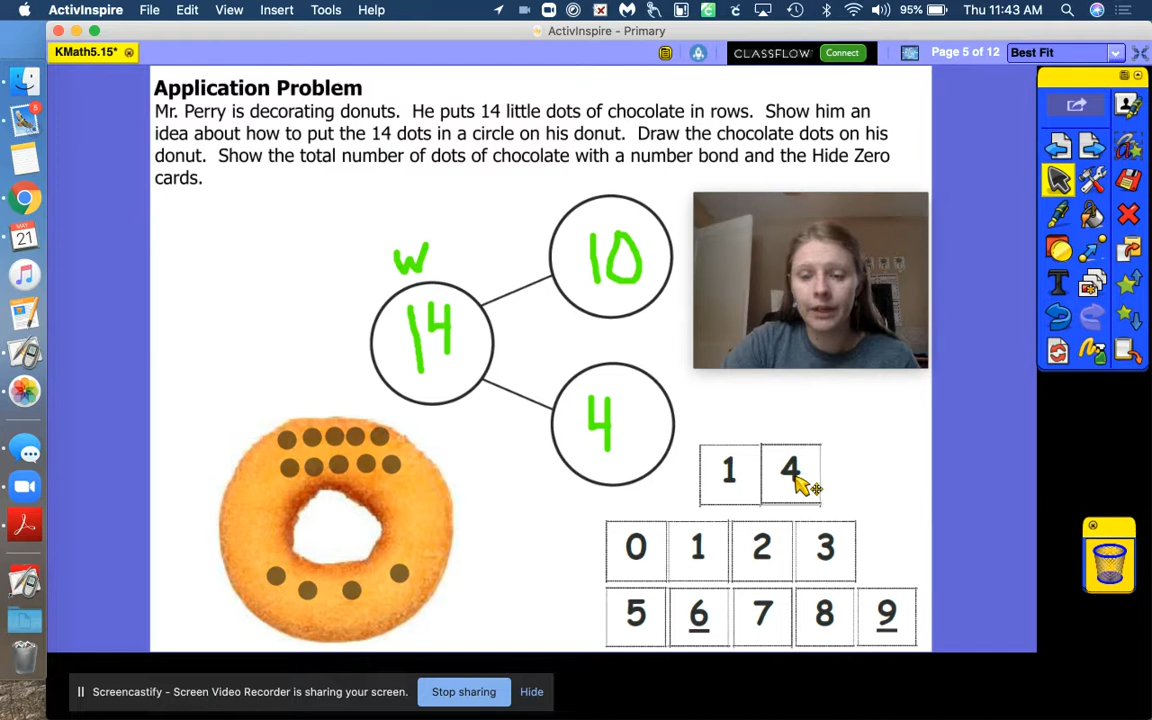 ActivInspire File Edit View Insert Tools Help 95% Thu 11:43 AM
ActivInspire - Primary
KMath5.15* CLASSFLOW Connect Page 5 of 12 Best Fit
Application Problem
Mr. Perry is decorating donuts. He puts 14 little dots of chocolate in rows. Show him an
idea about how to put the 14 dots in a circle on his donut. Draw the chocolate dots on his
donut. Show the total number of dots of chocolate with a number bond and the Hide Zero
cards.
W
10
14
4
1 4
0 1 2 3
5 6 7 8 9
MAY
21
5
Screencastify - Screen Video Recorder is sharing your screen. Stop sharing Hide